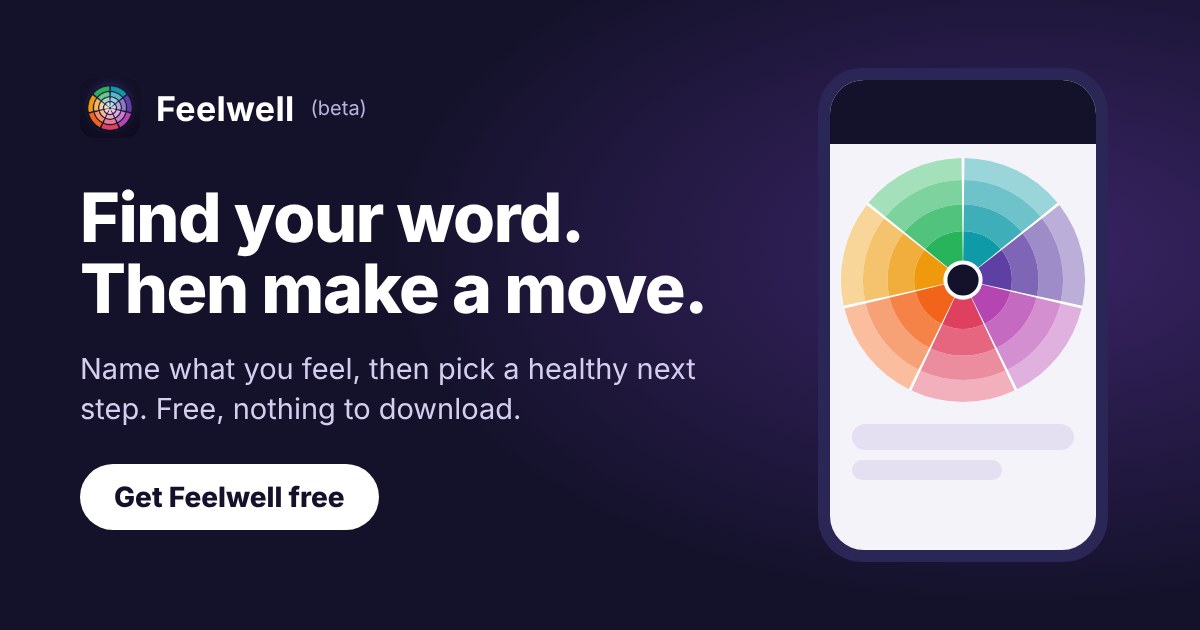 Feelwell (beta)
Find your word.
Then make a move.
Name what you feel, then pick a healthy next
step. Free, nothing to download.
Get Feelwell free